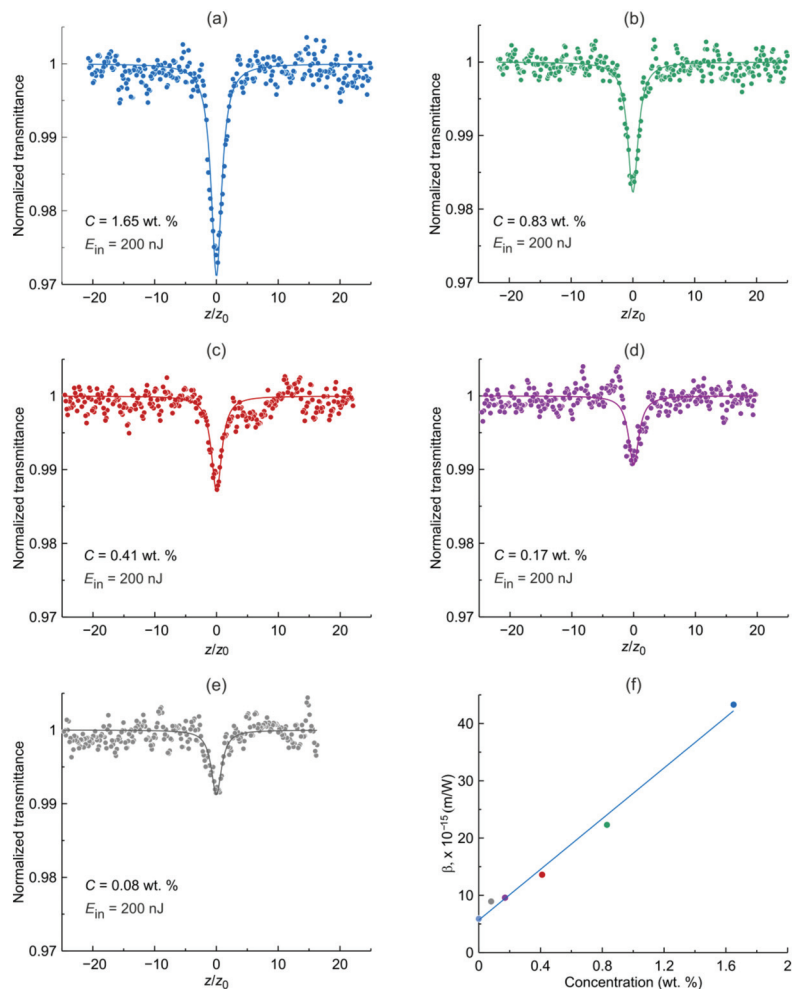 (a)
Normalized transmittance
1
0.99
0.98
0.97
C = 1.65 wt. %
E_in = 200 nJ
−20 −10 0 10 20
z/z_0
(b)
Normalized transmittance
1
0.99
0.98
0.97
C = 0.83 wt. %
E_in = 200 nJ
−20 −10 0 10 20
z/z_0
(c)
Normalized transmittance
1
0.99
0.98
0.97
C = 0.41 wt. %
E_in = 200 nJ
−20 −10 0 10 20
z/z_0
(d)
Normalized transmittance
1
0.99
0.98
0.97
C = 0.17 wt. %
E_in = 200 nJ
−20 −10 0 10 20
z/z_0
(e)
Normalized transmittance
1
0.99
0.98
0.97
C = 0.08 wt. %
E_in = 200 nJ
−20 −10 0 10 20
z/z_0
(f)
β, x 10⁻¹⁵ (m/W)
40
30
20
10
0
0 0.4 0.8 1.2 1.6 2
Concentration (wt. %)